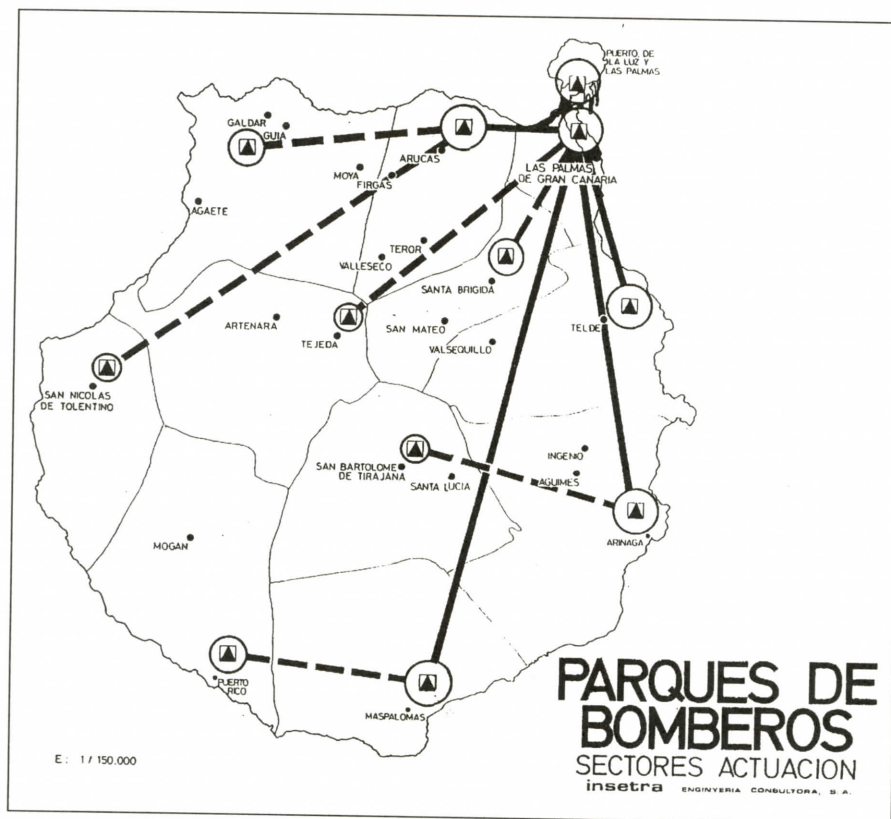 PUERTO DE
LA LUZ Y
LAS PALMAS
GALDAR
GUIA
ARUCAS
MOYA
FIRGAS
LAS PALMAS
DE GRAN CANARIA
AGAETE
TEROR
VALLESECO
SANTA BRIGIDA
ARTENARA
TEJEDA
SAN MATEO
VALSEQUILLO
TELDE
SAN NICOLAS
DE TOLENTINO
SAN BARTOLOME
DE TIRAJANA
SANTA LUCIA
INGENIO
AGUIMES
ARINAGA
MOGAN
PUERTO
RICO
MASPALOMAS
E: 1/150.000
PARQUES DE
BOMBEROS
SECTORES ACTUACION
insetra ENGINYERIA CONSULTORA, S. A.